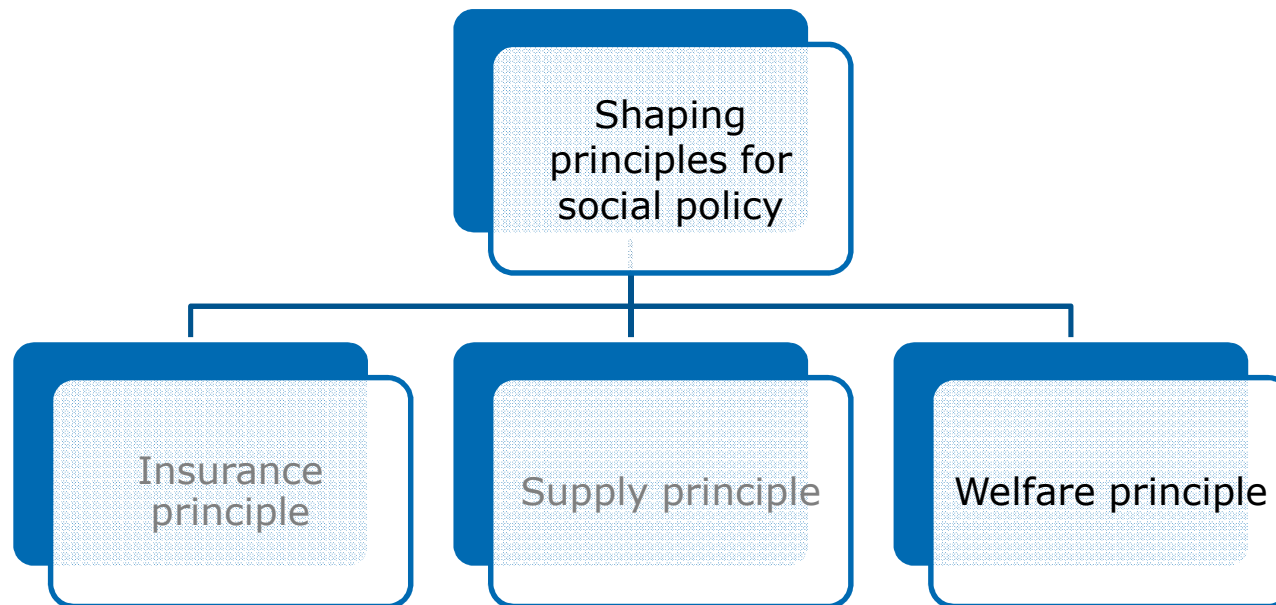 Shaping
principles for
social policy
Insurance
principle
Supply principle
Welfare principle